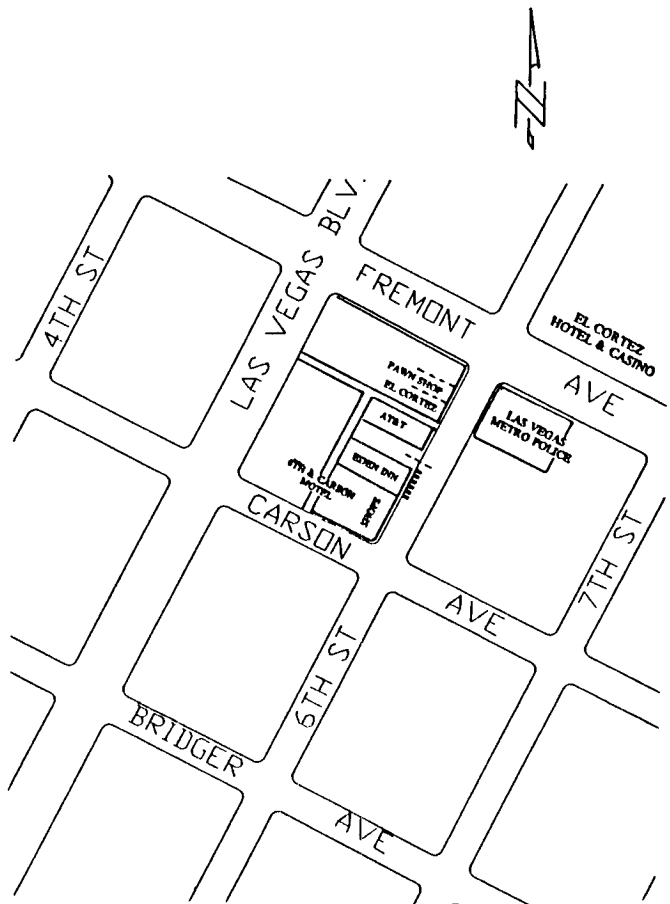 N
4TH ST
LAS VEGAS BLV.
FREMONT
AVE
EL CORTEZ
HOTEL & CASINO
PAWN SHOP
EL CORTEZ
AT&T
EDEN INN
6TH & CARSON
MOTEL
SHOPS
LAS VEGAS
METRO POLICE
CARSON
AVE
7TH ST
6TH ST
BRIDGER
AVE